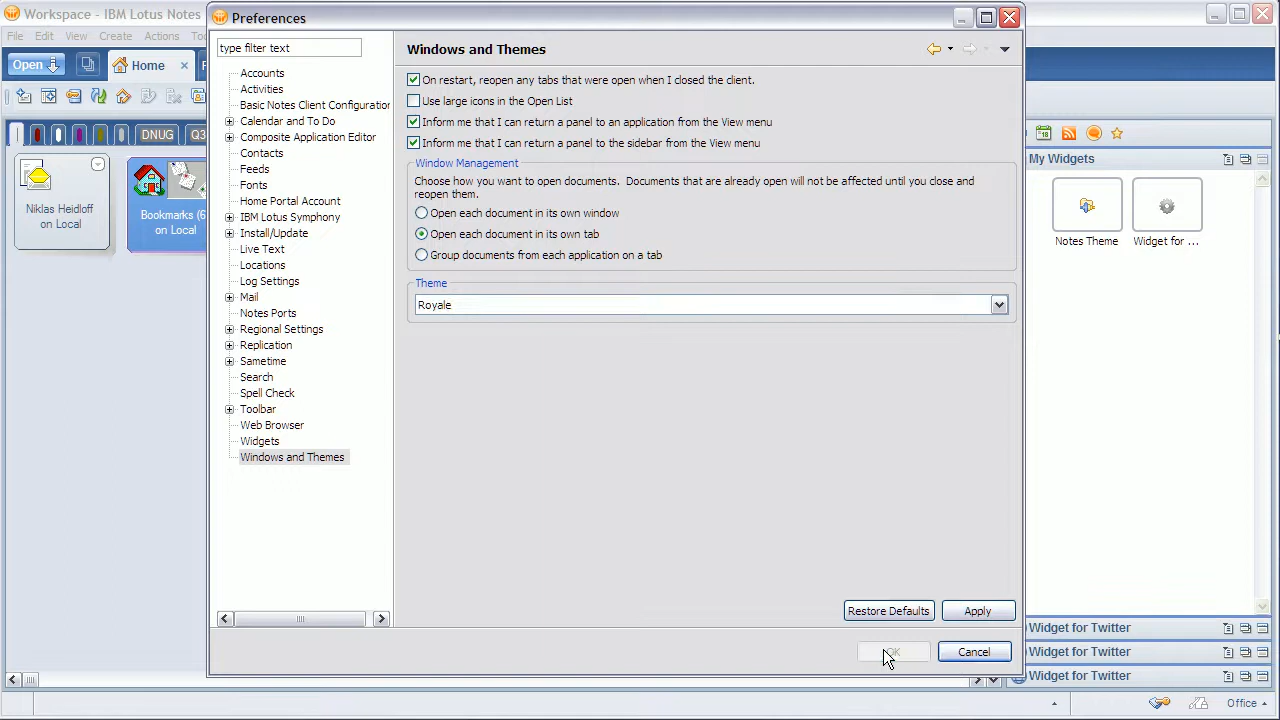 Workspace - IBM Lotus Notes
File Edit View Create Actions
Open
Home
DNUG
Q3
Niklas Heidloff
on Local
Bookmarks (6
on Local
Preferences
type filter text
Accounts
Activities
Basic Notes Client Configuration
Calendar and To Do
Composite Application Editor
Contacts
Feeds
Fonts
Home Portal Account
IBM Lotus Symphony
Install/Update
Live Text
Locations
Log Settings
Mail
Notes Ports
Regional Settings
Replication
Sametime
Search
Spell Check
Toolbar
Web Browser
Widgets
Windows and Themes
Windows and Themes
On restart, reopen any tabs that were open when I closed the client.
Use large icons in the Open List
Inform me that I can return a panel to an application from the View menu
Inform me that I can return a panel to the sidebar from the View menu
Window Management
Choose how you want to open documents. Documents that are already open will not be affected until you close and
reopen them.
Open each document in its own window
Open each document in its own tab
Group documents from each application on a tab
Theme
Royale
Restore Defaults
Apply
OK
Cancel
My Widgets
Notes Theme
Widget for ...
Widget for Twitter
Widget for Twitter
Widget for Twitter
Office